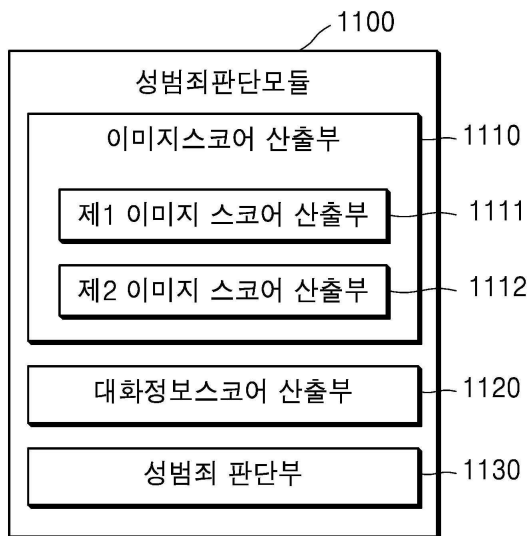 1100
성범죄판단모듈
이미지스코어 산출부
1110
제1 이미지 스코어 산출부
1111
제2 이미지 스코어 산출부
1112
대화정보스코어 산출부
1120
성범죄 판단부
1130